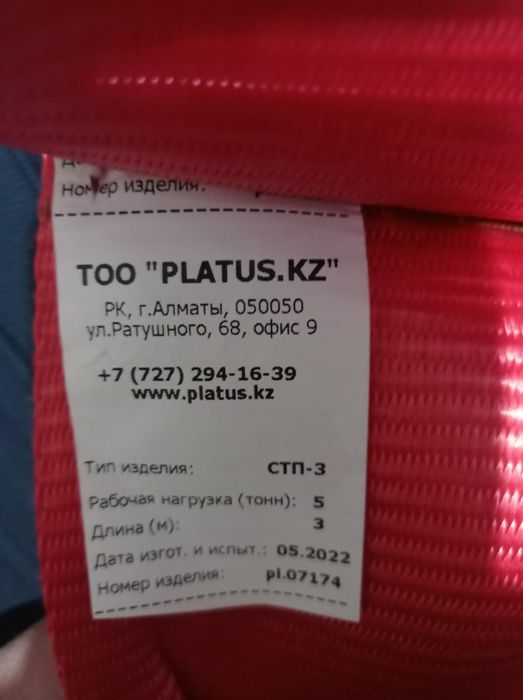 Номер изделия:
ТОО "PLATUS.KZ"
РК, г.Алматы, 050050
ул.Ратушного, 68, офис 9
+7 (727) 294-16-39
www.platus.kz
Тип изделия: СТП-3
Рабочая нагрузка (тонн): 5
Длина (м): 3
Дата изгот. и испыт.: 05.2022
Номер изделия: pl.07174